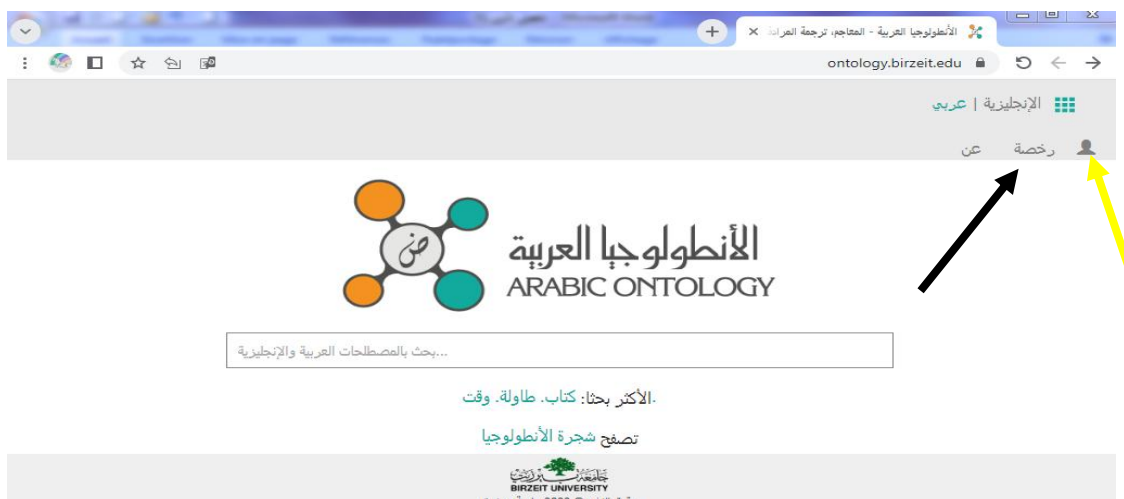 الأنطولوجيا العربية - المعاجم، ترجمة المراد
ontology.birzeit.edu
الإنجليزية | عربي
رخصة عن
ض
الأنطولوجيا العربية
ARABIC ONTOLOGY
بحث بالمصطلحات العربية والإنجليزية...
.الأكثر بحثا: كتاب. طاولة. وقت
تصفح شجرة الأنطولوجيا
جامعة بيرزيت
BIRZEIT UNIVERSITY